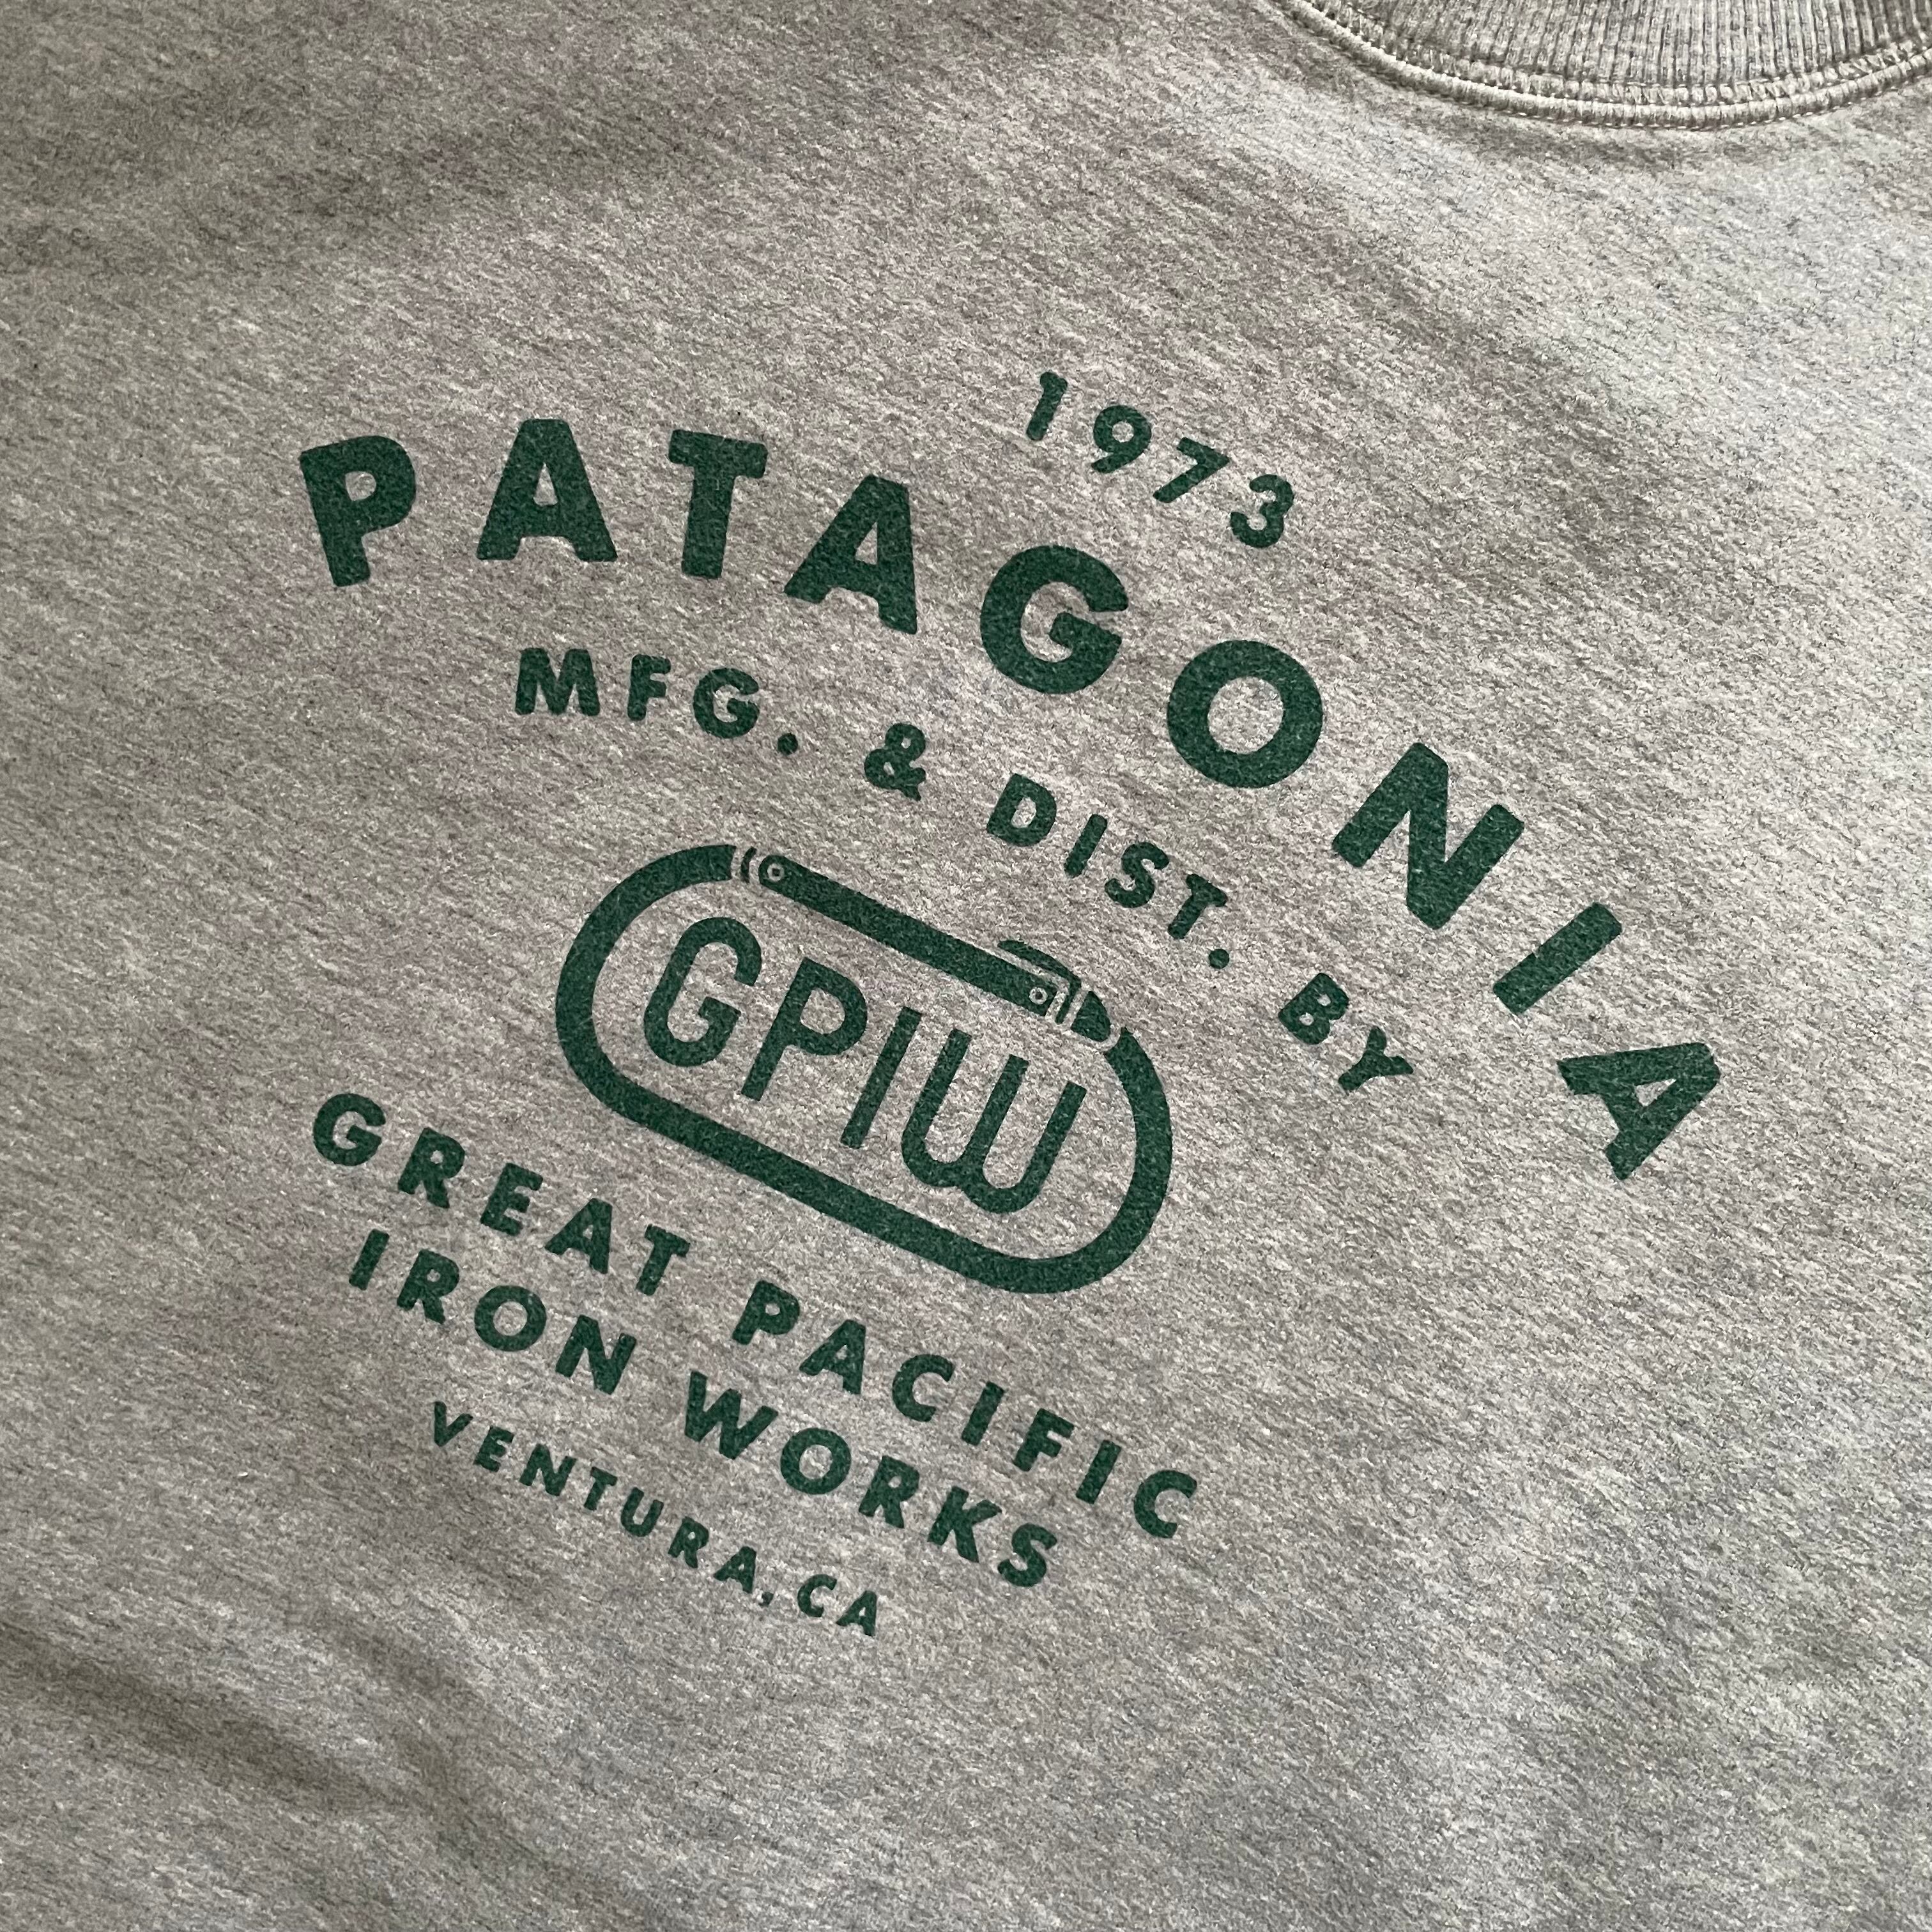 1973
PATAGONIA
MFG. & DIST. BY
GPIW
GREAT PACIFIC
IRON WORKS
VENTURA, CA